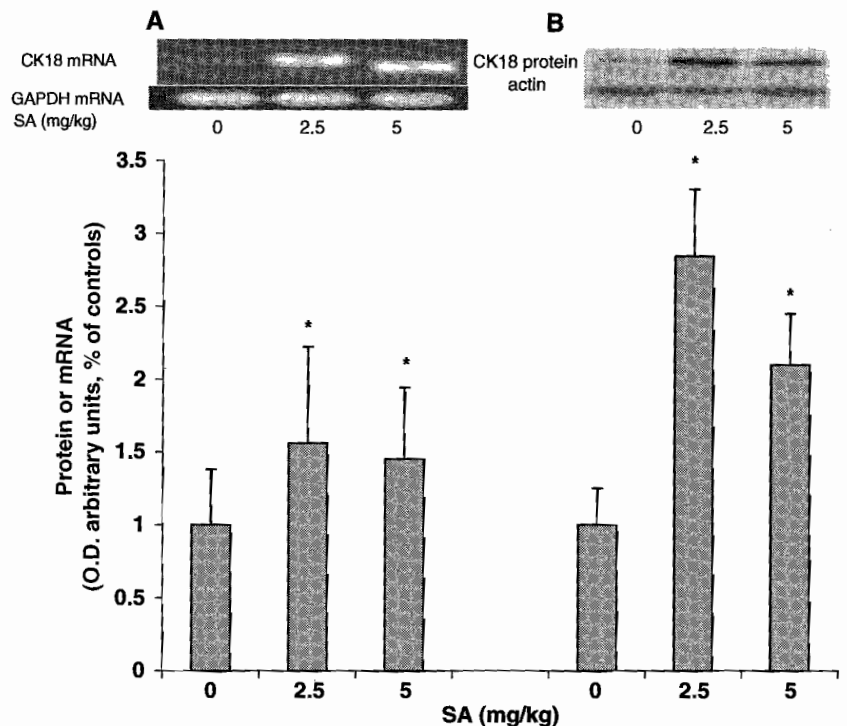 A
CK18 mRNA
GAPDH mRNA
SA (mg/kg)
0 2.5 5
B
CK18 protein
actin
0 2.5 5
Protein or mRNA
(O.D. arbitrary units, % of controls)
3.5
3
2.5
2
1.5
1
0.5
0
* * * *
0 2.5 5 0 2.5 5
SA (mg/kg)